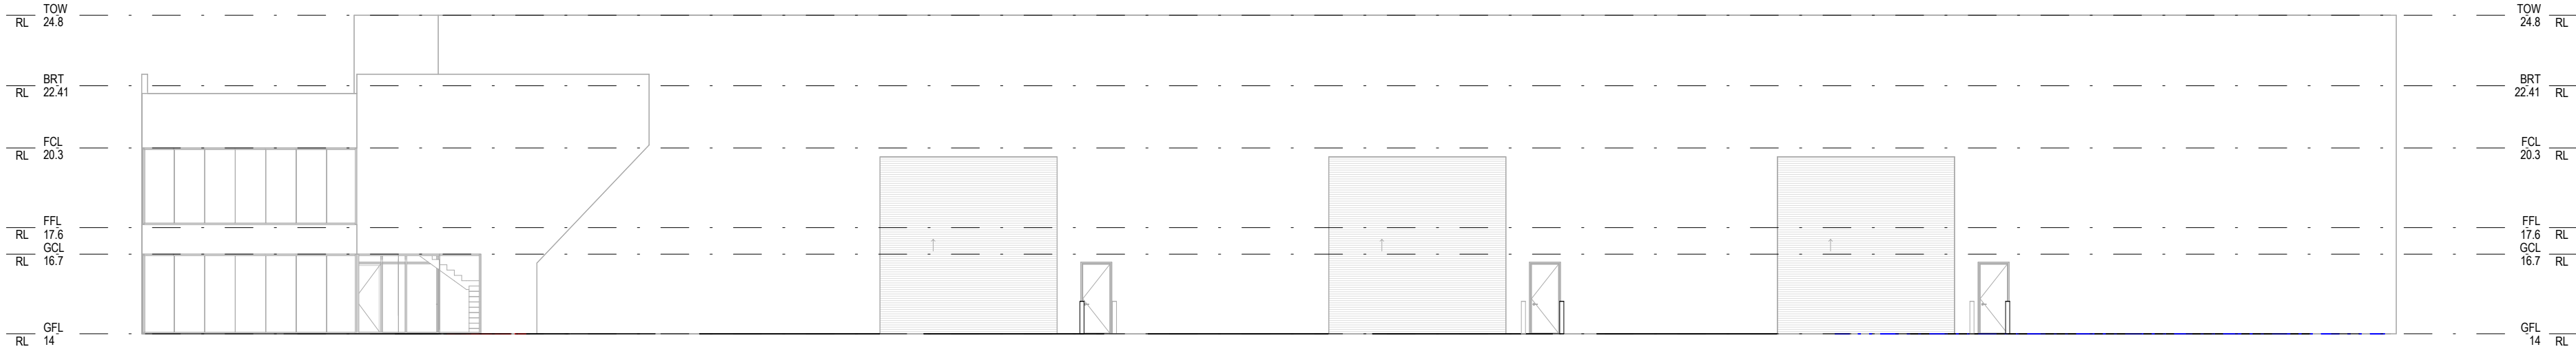 TOW
RL 24.8
BRT
RL 22.41
FCL
RL 20.3
FFL
RL 17.6
GCL
RL 16.7
GFL
RL 14
TOW
24.8 RL
BRT
22.41 RL
FCL
20.3 RL
FFL
17.6 RL
GCL
16.7 RL
GFL
14 RL